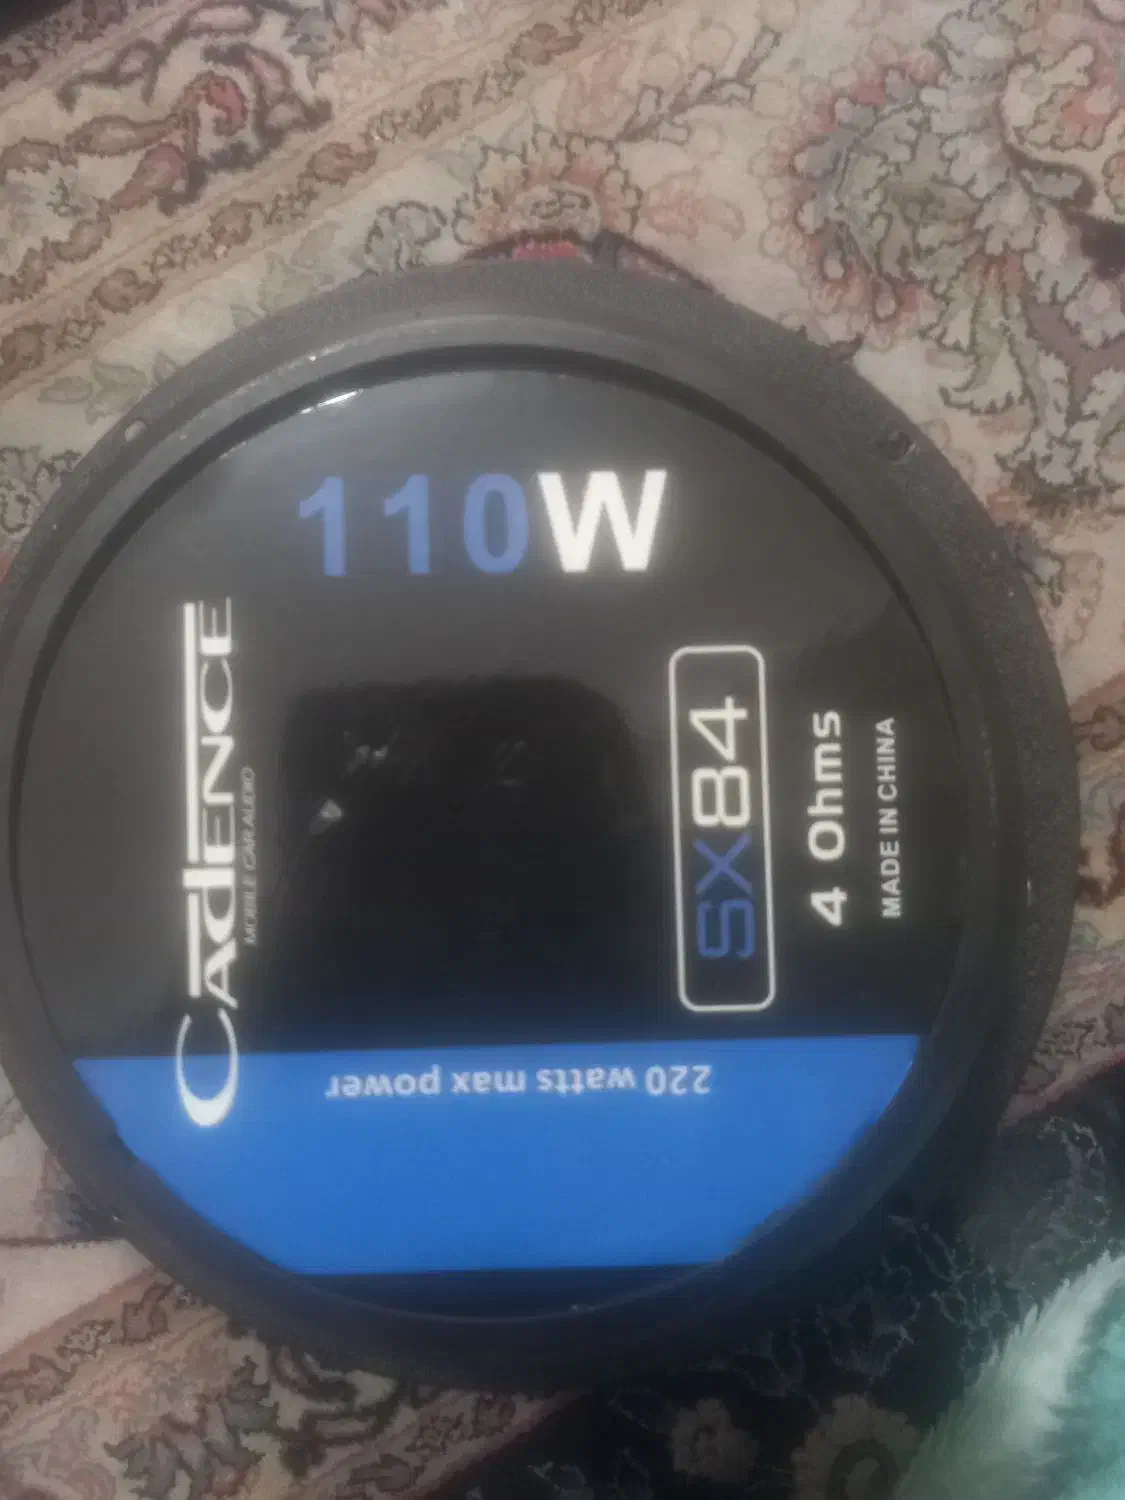 110W
CADENCE
MOBILE CAR AUDIO
SX84
4 Ohms
MADE IN CHINA
220 watts max power